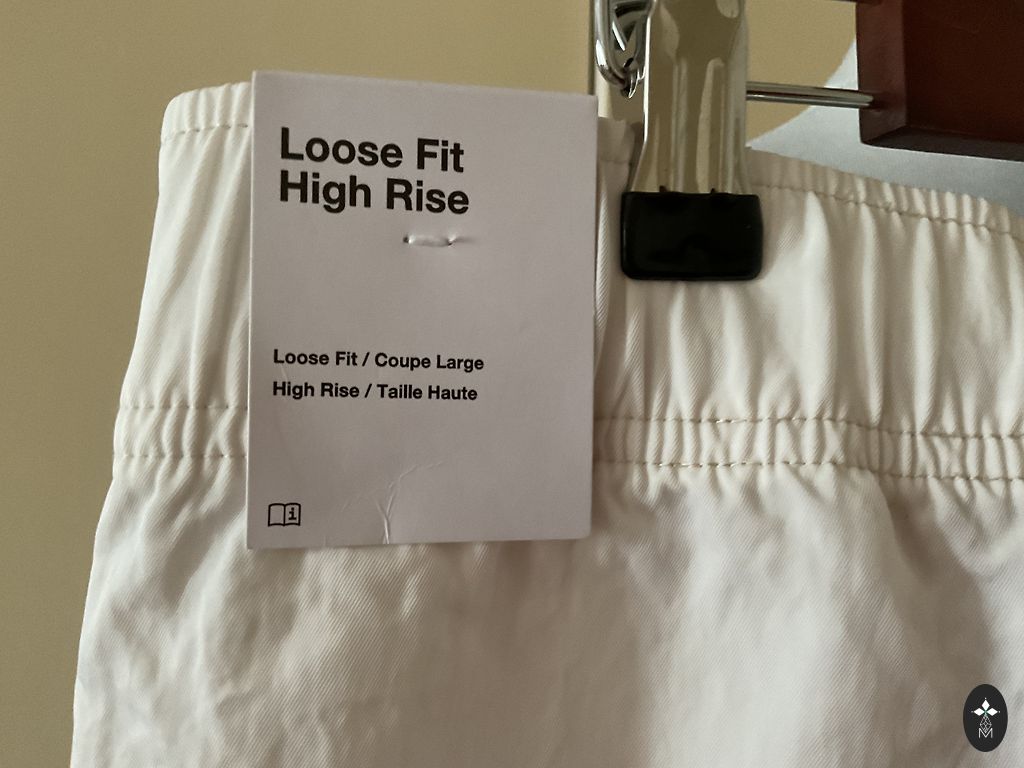 Loose Fit
High Rise
Loose Fit / Coupe Large
High Rise / Taille Haute
i
M